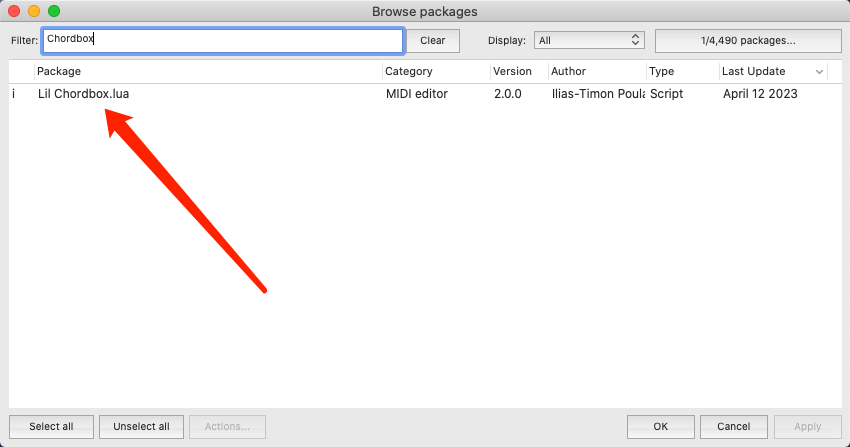 Browse packages
Filter: Chordbox Clear Display: All 1/4,490 packages...
Package Category Version Author Type Last Update
i Lil Chordbox.lua MIDI editor 2.0.0 Ilias-Timon Poula Script April 12 2023
Select all Unselect all Actions... OK Cancel Apply